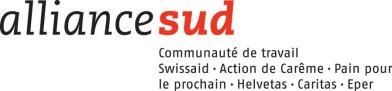 alliancesud
Communauté de travail
Swissaid · Action de Carême · Pain pour
le prochain · Helvetas · Caritas · Eper